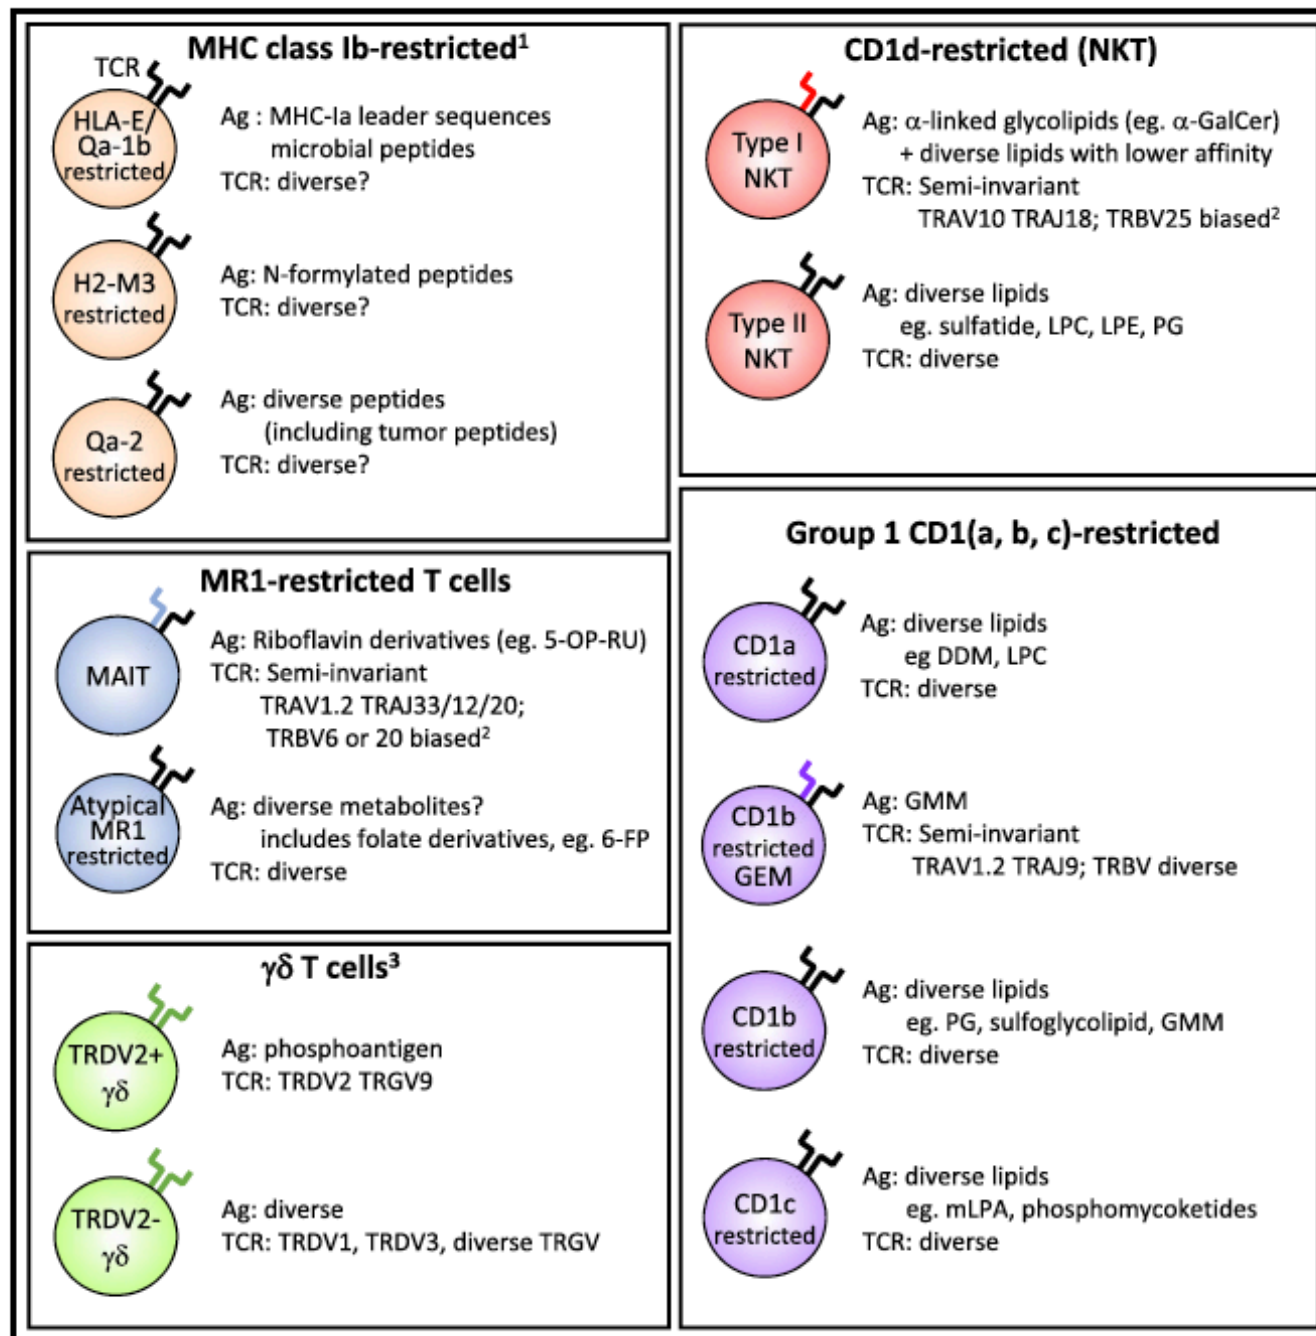 MHC class Ib-restricted¹
TCR
HLA-E/
Qa-1b
restricted
Ag : MHC-Ia leader sequences
microbial peptides
TCR: diverse?
H2-M3
restricted
Ag: N-formylated peptides
TCR: diverse?
Qa-2
restricted
Ag: diverse peptides
(including tumor peptides)
TCR: diverse?
MR1-restricted T cells
MAIT
Ag: Riboflavin derivatives (eg. 5-OP-RU)
TCR: Semi-invariant
TRAV1.2 TRAJ33/12/20;
TRBV6 or 20 biased²
Atypical
MR1
restricted
Ag: diverse metabolites?
includes folate derivatives, eg. 6-FP
TCR: diverse
γδ T cells³
TRDV2+
γδ
Ag: phosphoantigen
TCR: TRDV2 TRGV9
TRDV2-
γδ
Ag: diverse
TCR: TRDV1, TRDV3, diverse TRGV
CD1d-restricted (NKT)
Type I
NKT
Ag: α-linked glycolipids (eg. α-GalCer)
+ diverse lipids with lower affinity
TCR: Semi-invariant
TRAV10 TRAJ18; TRBV25 biased²
Type II
NKT
Ag: diverse lipids
eg. sulfatide, LPC, LPE, PG
TCR: diverse
Group 1 CD1(a, b, c)-restricted
CD1a
restricted
Ag: diverse lipids
eg DDM, LPC
TCR: diverse
CD1b
restricted
GEM
Ag: GMM
TCR: Semi-invariant
TRAV1.2 TRAJ9; TRBV diverse
CD1b
restricted
Ag: diverse lipids
eg. PG, sulfoglycolipid, GMM
TCR: diverse
CD1c
restricted
Ag: diverse lipids
eg. mLPA, phosphomycoketides
TCR: diverse